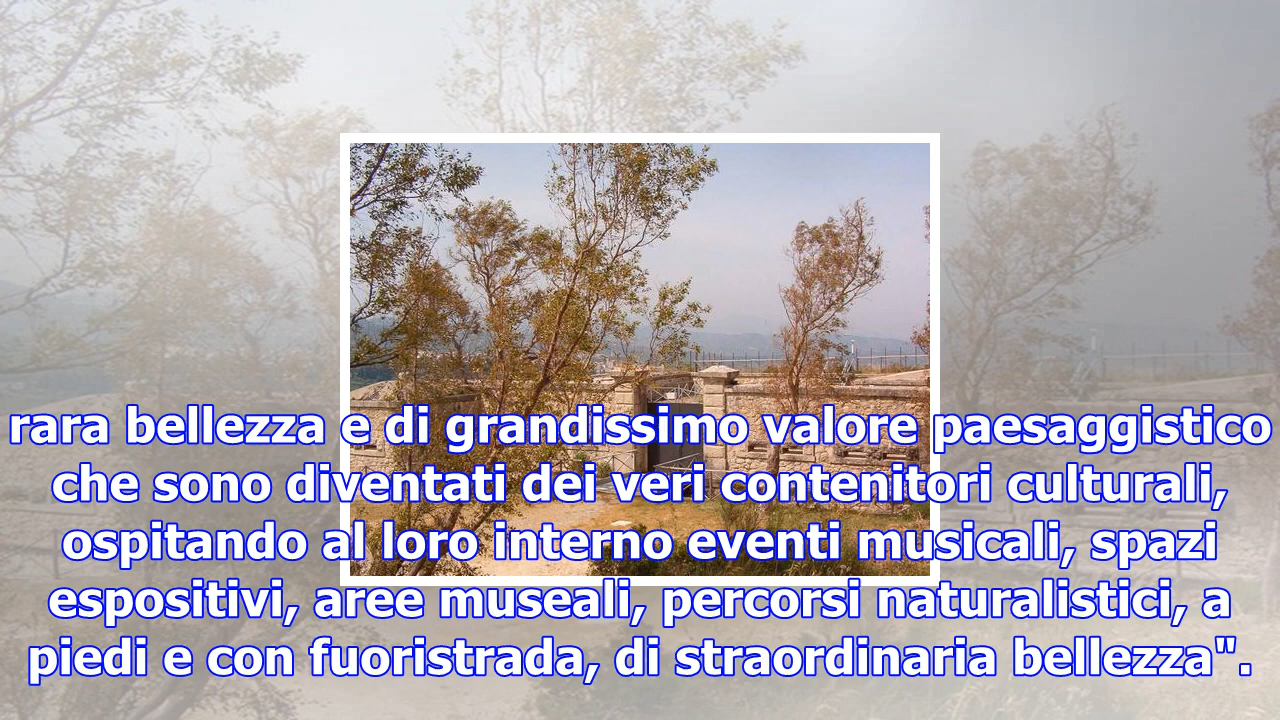 rara bellezza e di grandissimo valore paesaggistico
che sono diventati dei veri contenitori culturali,
ospitando al loro interno eventi musicali, spazi
espositivi, aree museali, percorsi naturalistici, a
piedi e con fuoristrada, di straordinaria bellezza".